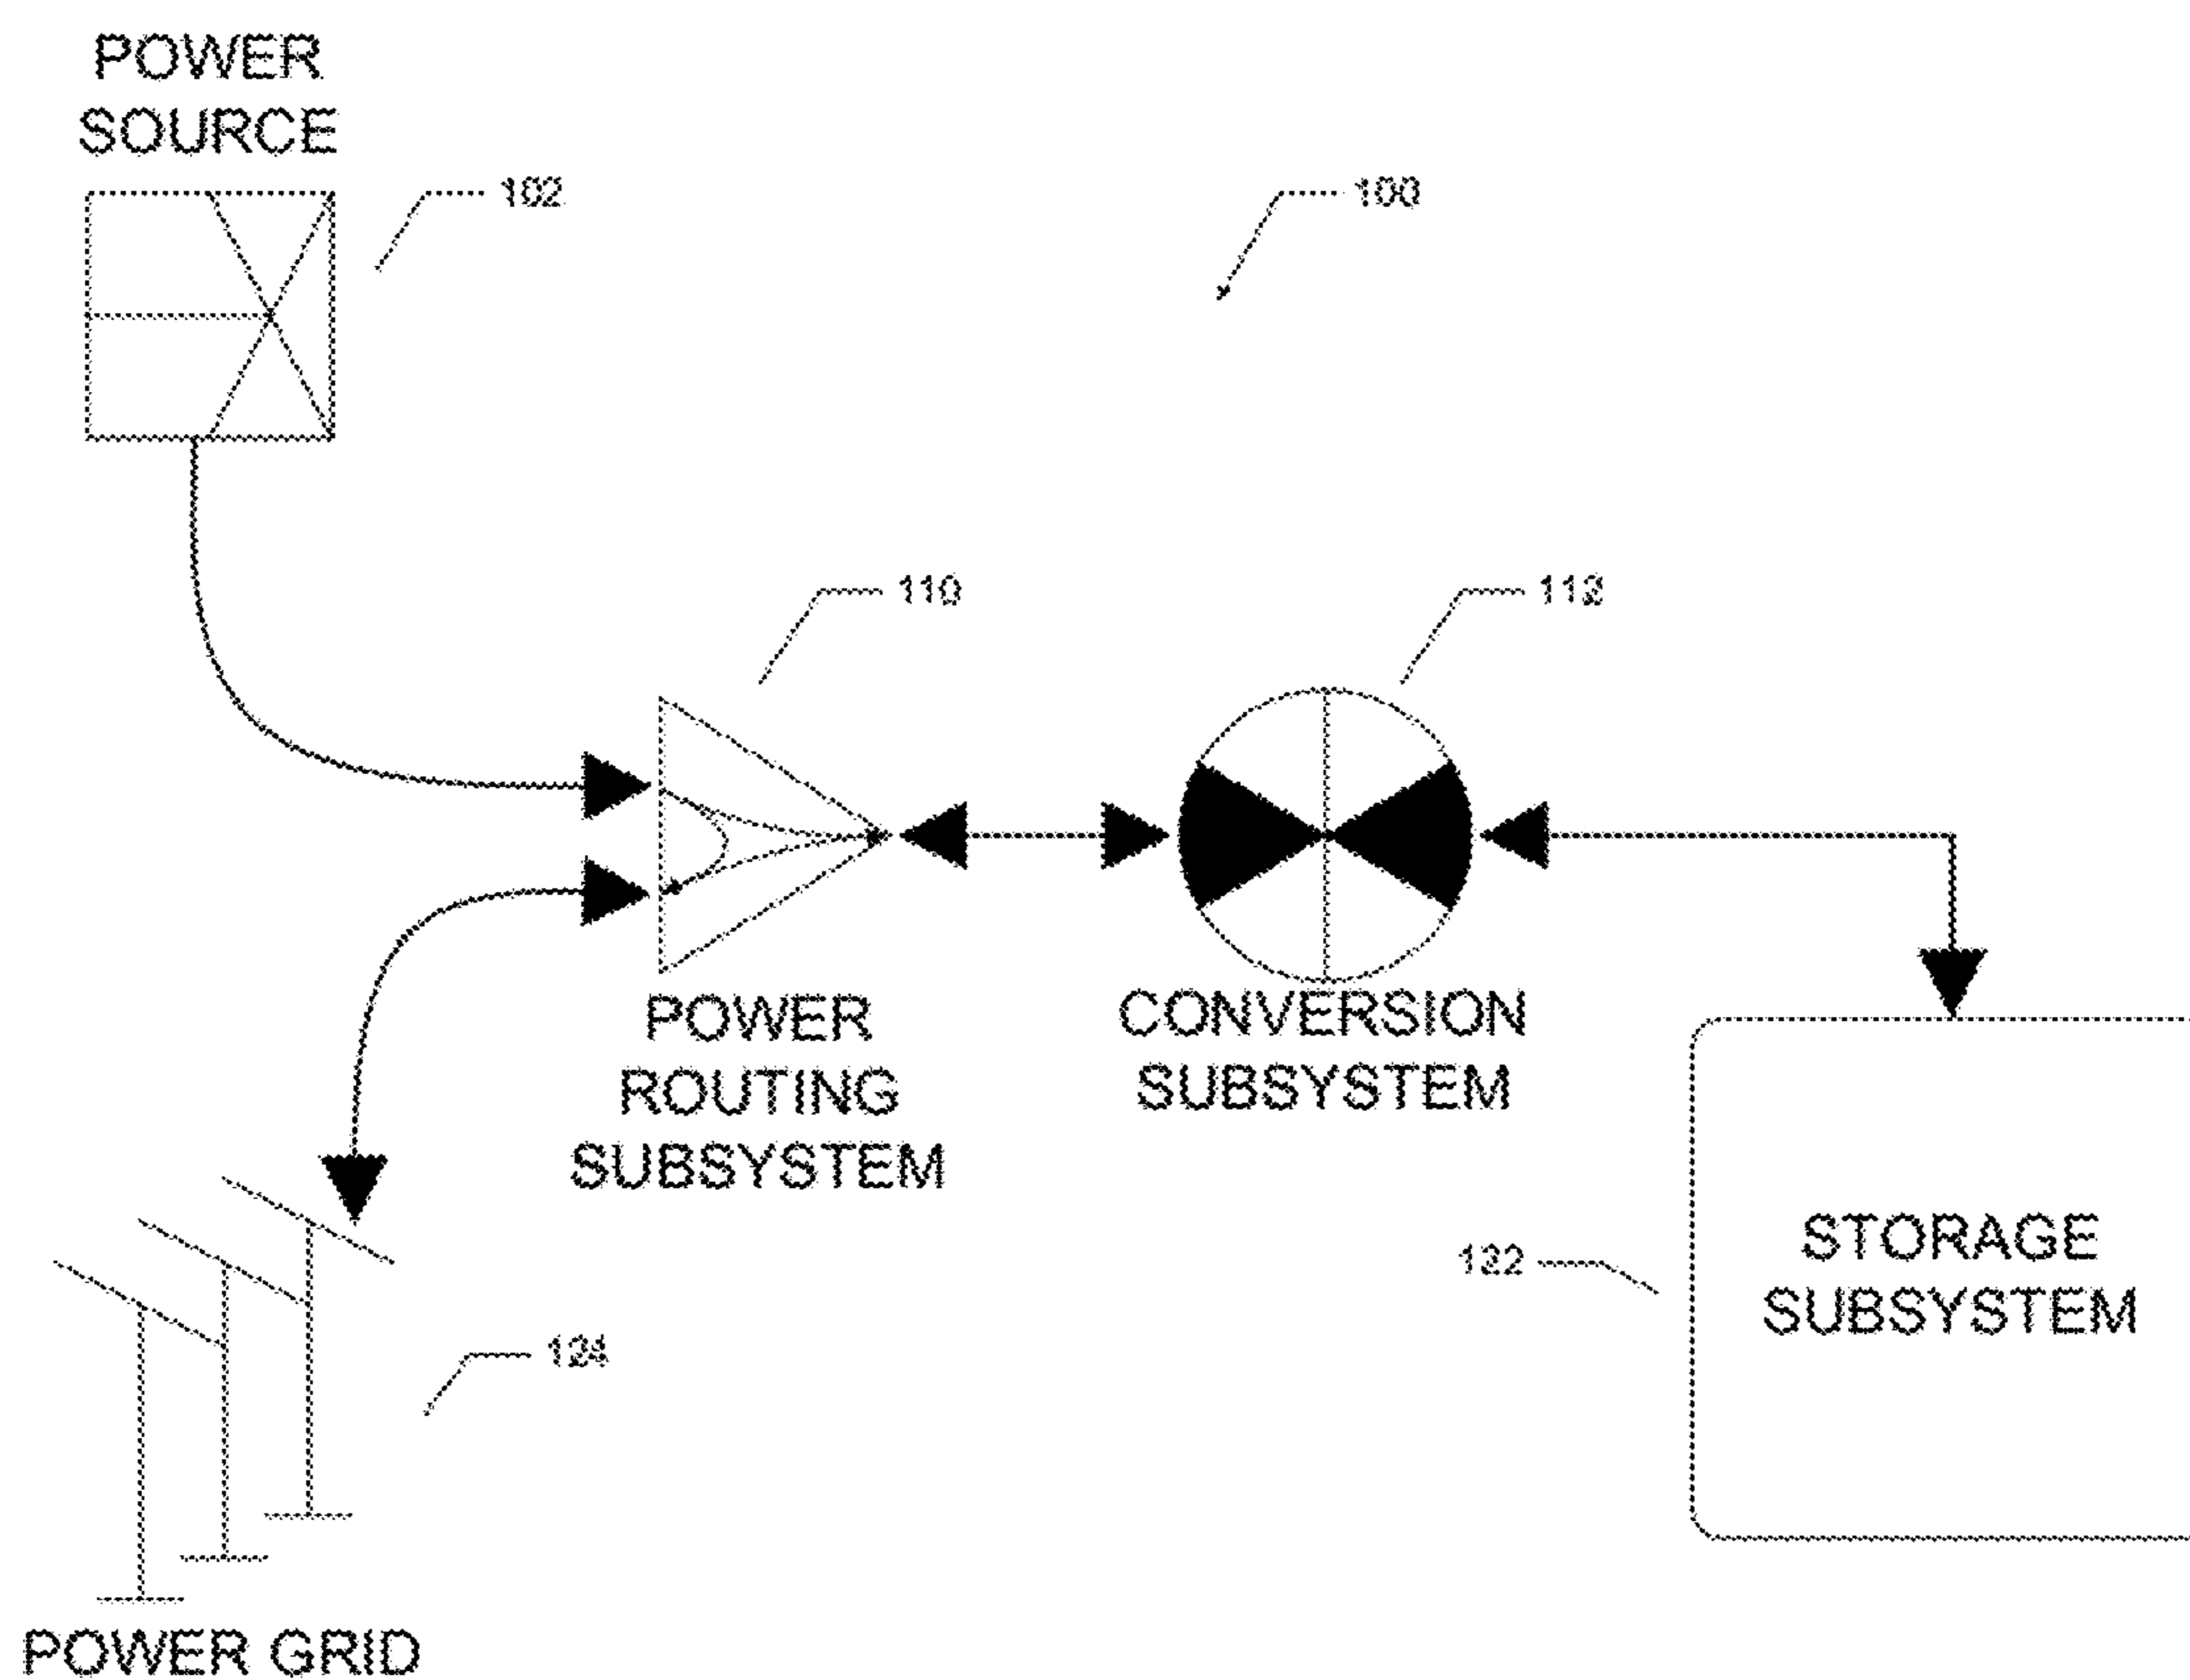 POWER
SOURCE
102
100
110
112
POWER
ROUTING
SUBSYSTEM
CONVERSION
SUBSYSTEM
STORAGE
SUBSYSTEM
122
124
POWER GRID